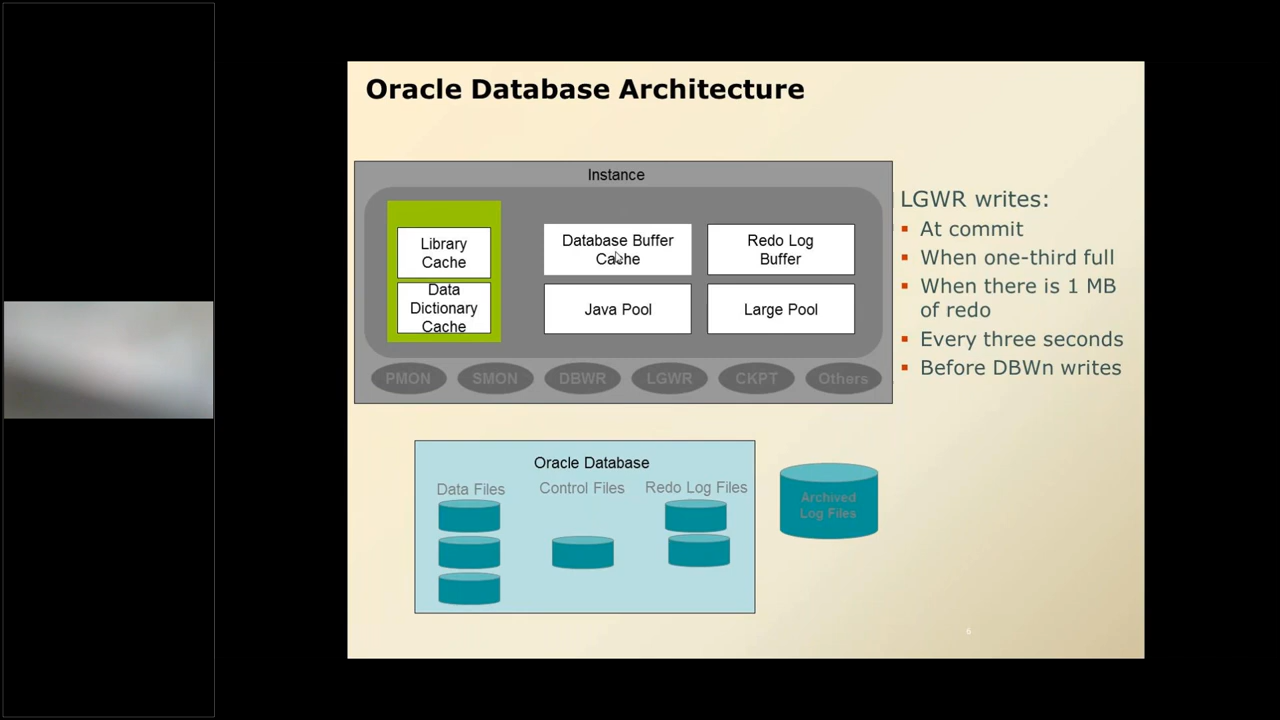 Oracle Database Architecture
Instance
Library
Cache
Data
Dictionary
Cache
Database Buffer
Cache
Redo Log
Buffer
Java Pool
Large Pool
PMON
SMON
DBWR
LGWR
CKPT
Others
LGWR writes:
At commit
When one-third full
When there is 1 MB
of redo
Every three seconds
Before DBWn writes
Oracle Database
Data Files
Control Files
Redo Log Files
Archived
Log Files
6